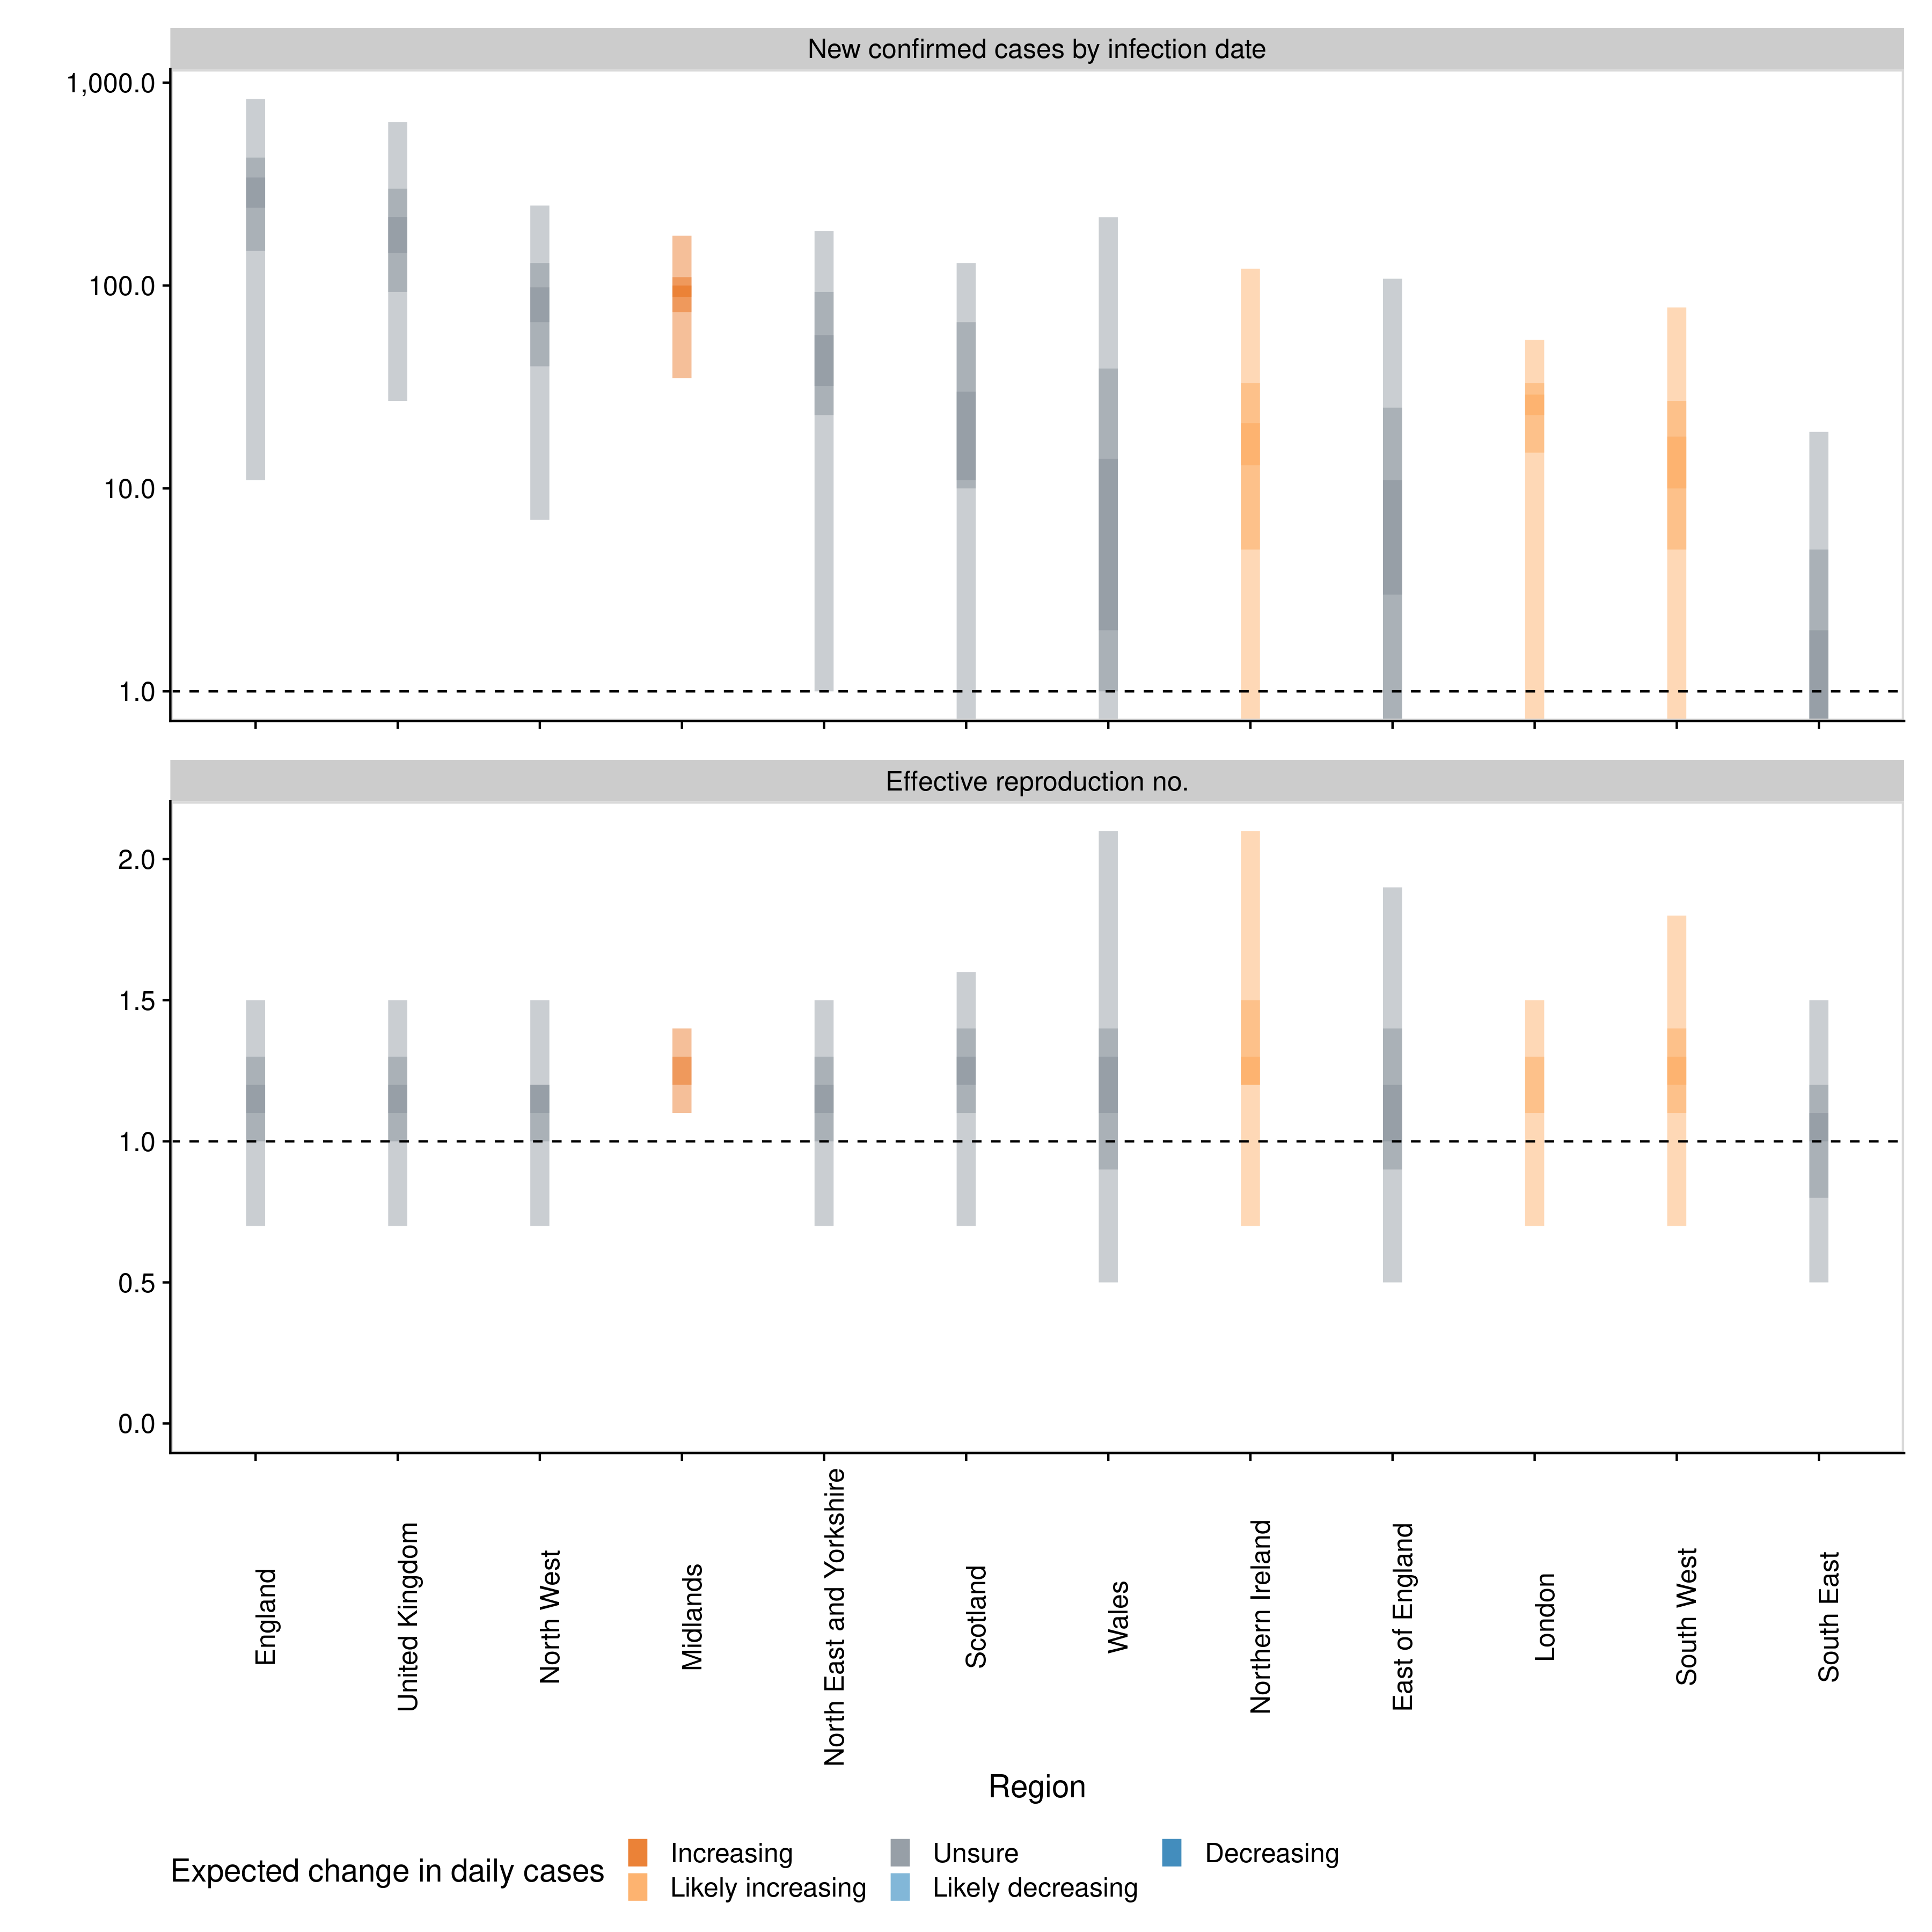 New confirmed cases by infection date
1,000.0
100.0
10.0
1.0
Effective reproduction no.
2.0
1.5
1.0
0.5
0.0
England
United Kingdom
North West
Midlands
North East and Yorkshire
Scotland
Wales
Northern Ireland
East of England
London
South West
South East
Region
Expected change in daily cases
Increasing
Likely increasing
Unsure
Likely decreasing
Decreasing